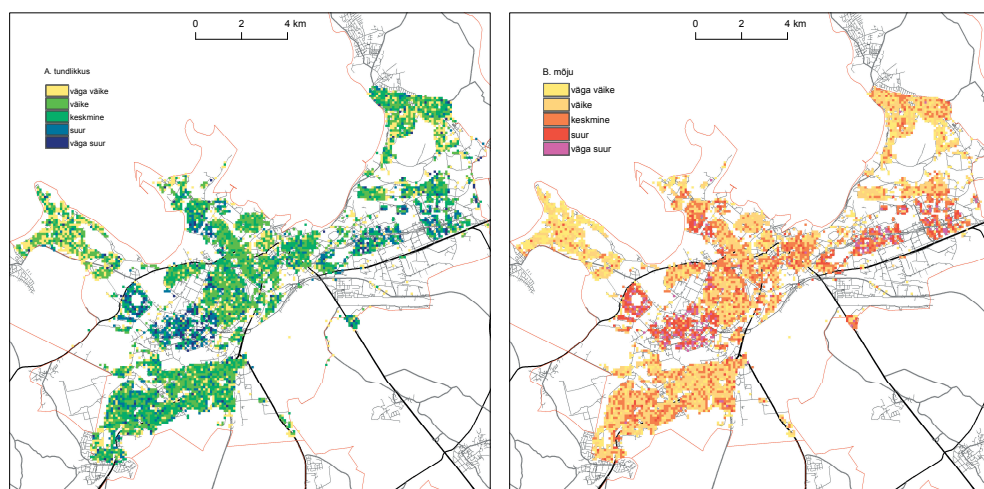 0 2 4 km
A. tundlikkus
väga väike
väike
keskmine
suur
väga suur
0 2 4 km
B. mõju
väga väike
väike
keskmine
suur
väga suur